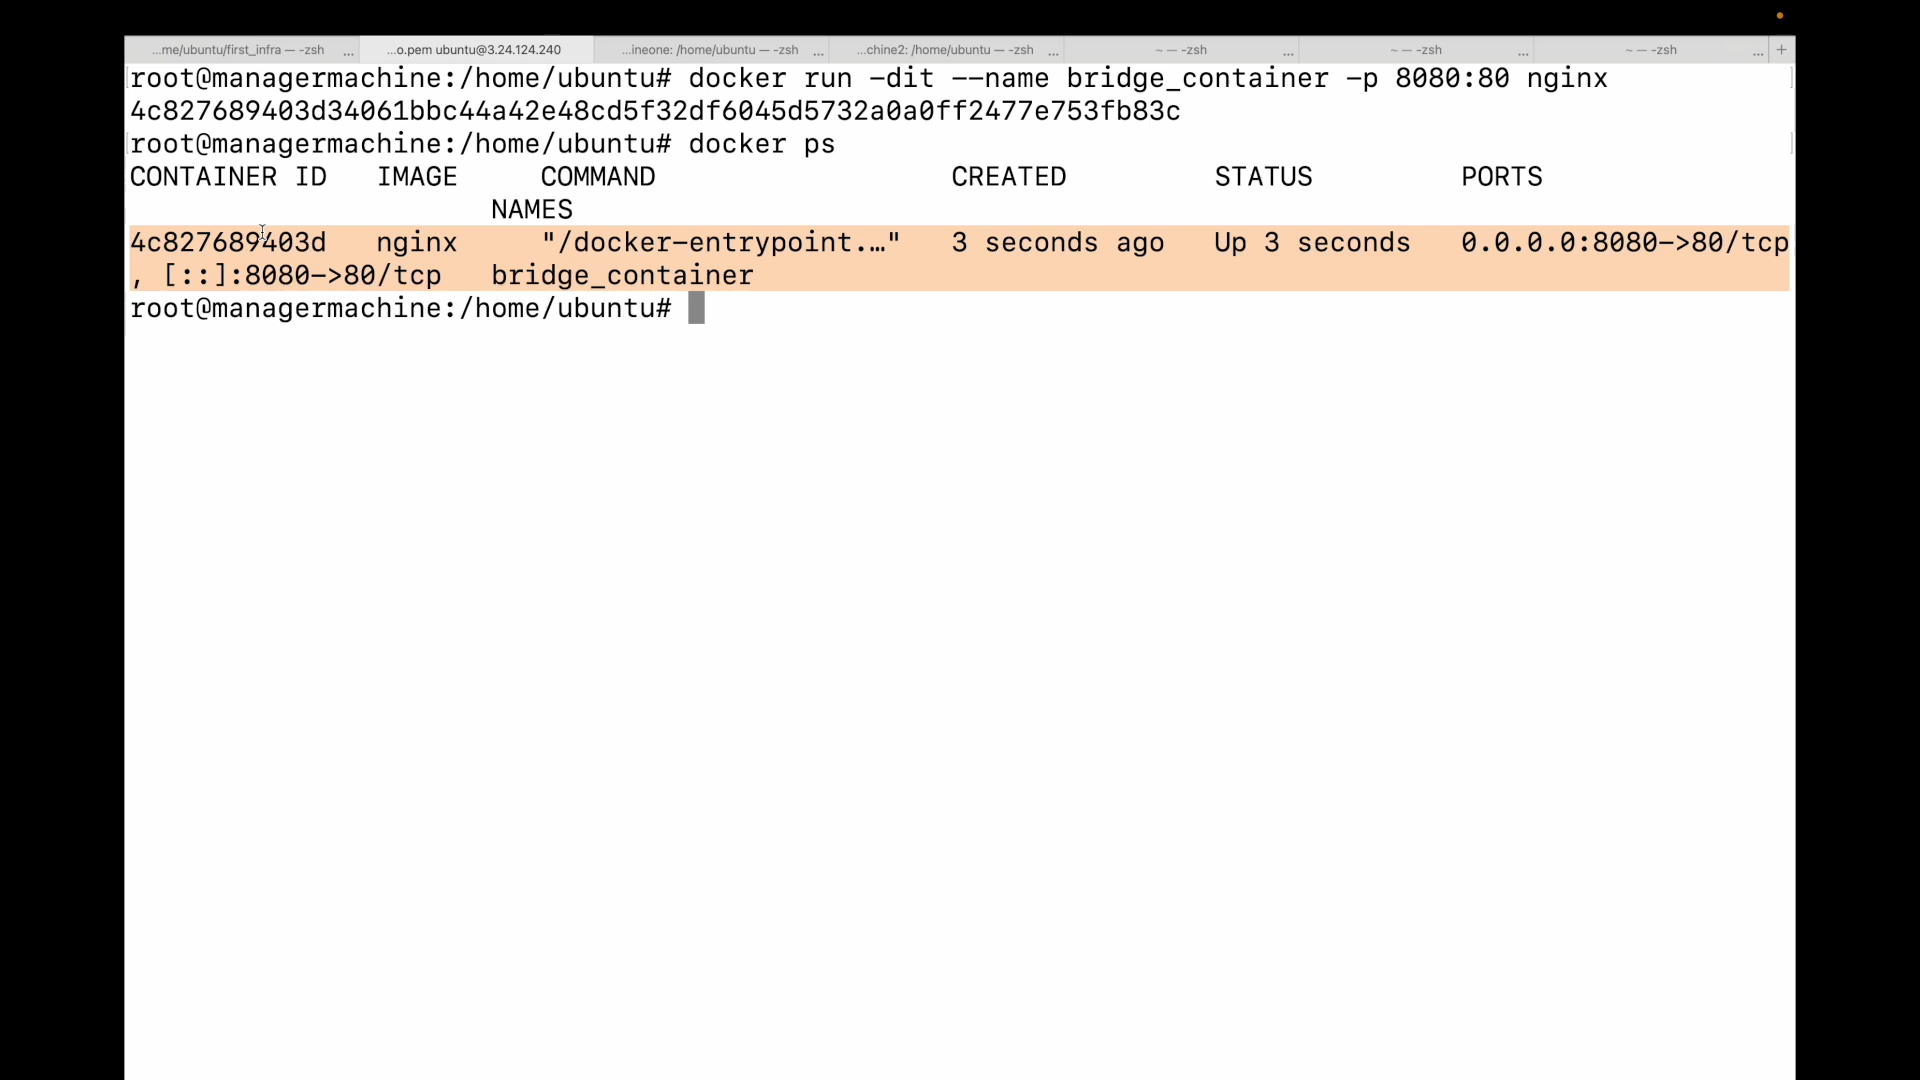 ...me/ubuntu/first_infra — -zsh ... ...o.pem ubuntu@3.24.124.240 ...ineone: /home/ubuntu — -zsh ... ...chine2: /home/ubuntu — -zsh ... ~ — -zsh ... ~ — -zsh ... ~ — -zsh ... +
root@managermachine:/home/ubuntu# docker run -dit --name bridge_container -p 8080:80 nginx
4c827689403d34061bbc44a42e48cd5f32df6045d5732a0a0ff2477e753fb83c
root@managermachine:/home/ubuntu# docker ps
CONTAINER ID   IMAGE     COMMAND                  CREATED         STATUS         PORTS
NAMES
4c827689403d   nginx     "/docker-entrypoint.…"   3 seconds ago   Up 3 seconds   0.0.0.0:8080->80/tcp
, [::]:8080->80/tcp   bridge_container
root@managermachine:/home/ubuntu#